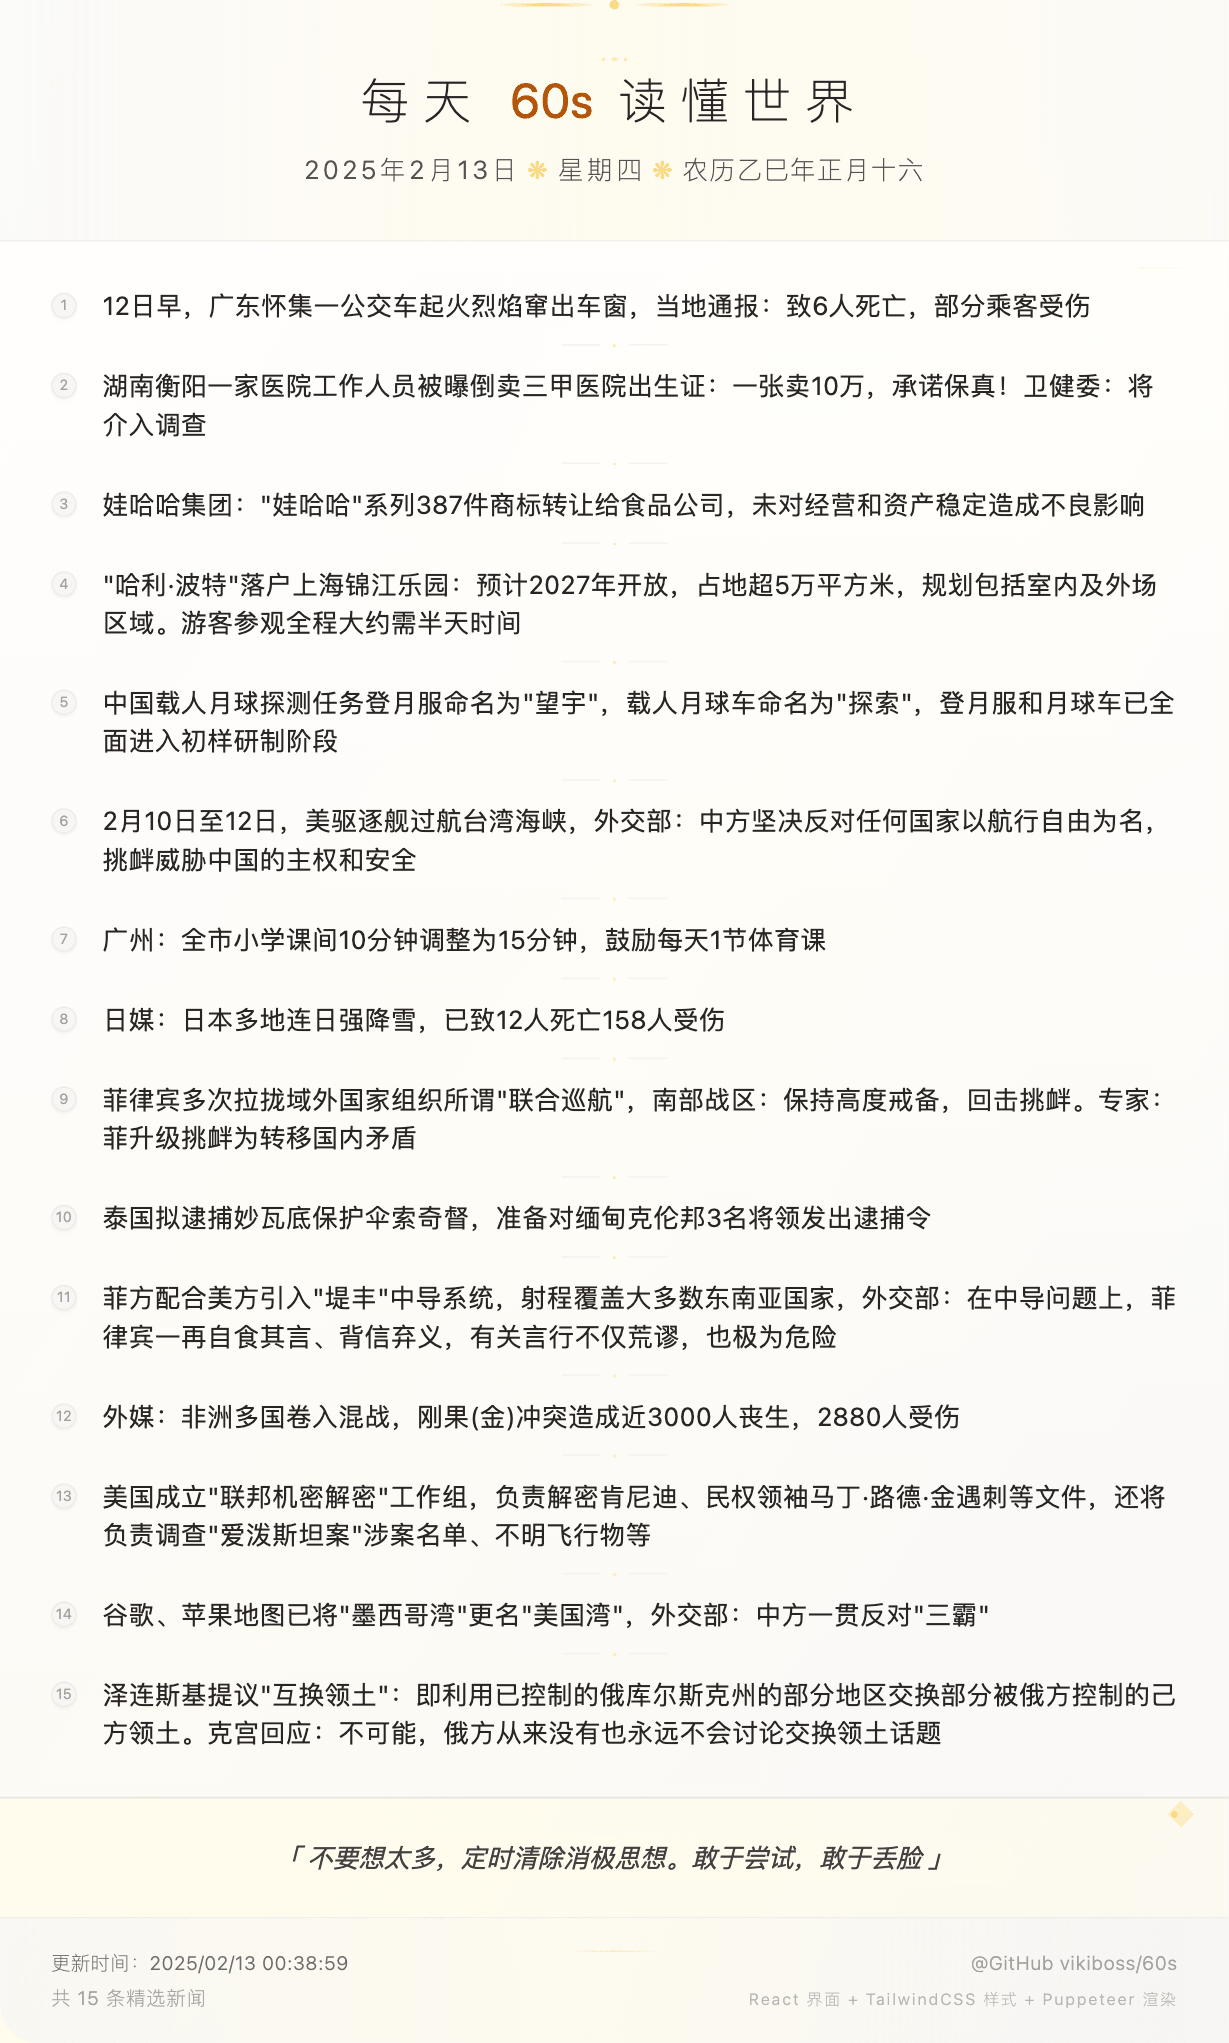 每天 60s 读懂世界
2025年2月13日 ❋ 星期四 ❋ 农历乙巳年正月十六
1 12日早，广东怀集一公交车起火烈焰窜出车窗，当地通报：致6人死亡，部分乘客受伤
2 湖南衡阳一家医院工作人员被曝倒卖三甲医院出生证：一张卖10万，承诺保真！卫健委：将
介入调查
3 娃哈哈集团："娃哈哈"系列387件商标转让给食品公司，未对经营和资产稳定造成不良影响
4 "哈利·波特"落户上海锦江乐园：预计2027年开放，占地超5万平方米，规划包括室内及外场
区域。游客参观全程大约需半天时间
5 中国载人月球探测任务登月服命名为"望宇"，载人月球车命名为"探索"，登月服和月球车已全
面进入初样研制阶段
6 2月10日至12日，美驱逐舰过航台湾海峡，外交部：中方坚决反对任何国家以航行自由为名，
挑衅威胁中国的主权和安全
7 广州：全市小学课间10分钟调整为15分钟，鼓励每天1节体育课
8 日媒：日本多地连日强降雪，已致12人死亡158人受伤
9 菲律宾多次拉拢域外国家组织所谓"联合巡航"，南部战区：保持高度戒备，回击挑衅。专家：
菲升级挑衅为转移国内矛盾
10 泰国拟逮捕妙瓦底保护伞索奇督，准备对缅甸克伦邦3名将领发出逮捕令
11 菲方配合美方引入"堤丰"中导系统，射程覆盖大多数东南亚国家，外交部：在中导问题上，菲
律宾一再自食其言、背信弃义，有关言行不仅荒谬，也极为危险
12 外媒：非洲多国卷入混战，刚果(金)冲突造成近3000人丧生，2880人受伤
13 美国成立"联邦机密解密"工作组，负责解密肯尼迪、民权领袖马丁·路德·金遇刺等文件，还将
负责调查"爱泼斯坦案"涉案名单、不明飞行物等
14 谷歌、苹果地图已将"墨西哥湾"更名"美国湾"，外交部：中方一贯反对"三霸"
15 泽连斯基提议"互换领土"：即利用已控制的俄库尔斯克州的部分地区交换部分被俄方控制的己
方领土。克宫回应：不可能，俄方从来没有也永远不会讨论交换领土话题
「 不要想太多，定时清除消极思想。敢于尝试，敢于丢脸 」
更新时间：2025/02/13 00:38:59
@GitHub vikiboss/60s
共 15 条精选新闻
React 界面 + TailwindCSS 样式 + Puppeteer 渲染